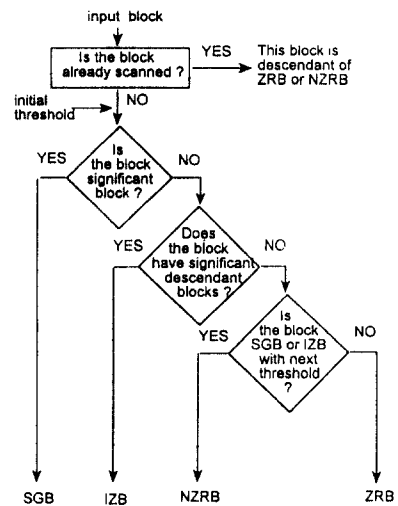 input block
Is the block
already scanned ?
YES
This block is
descendant of
ZRB or NZRB
initial
threshold
NO
Is
the block
significant
block ?
YES
NO
Does
the block
have significant
descendant
blocks ?
YES
NO
Is
the block
SGB or IZB
with next
threshold
?
YES
NO
SGB
IZB
NZRB
ZRB